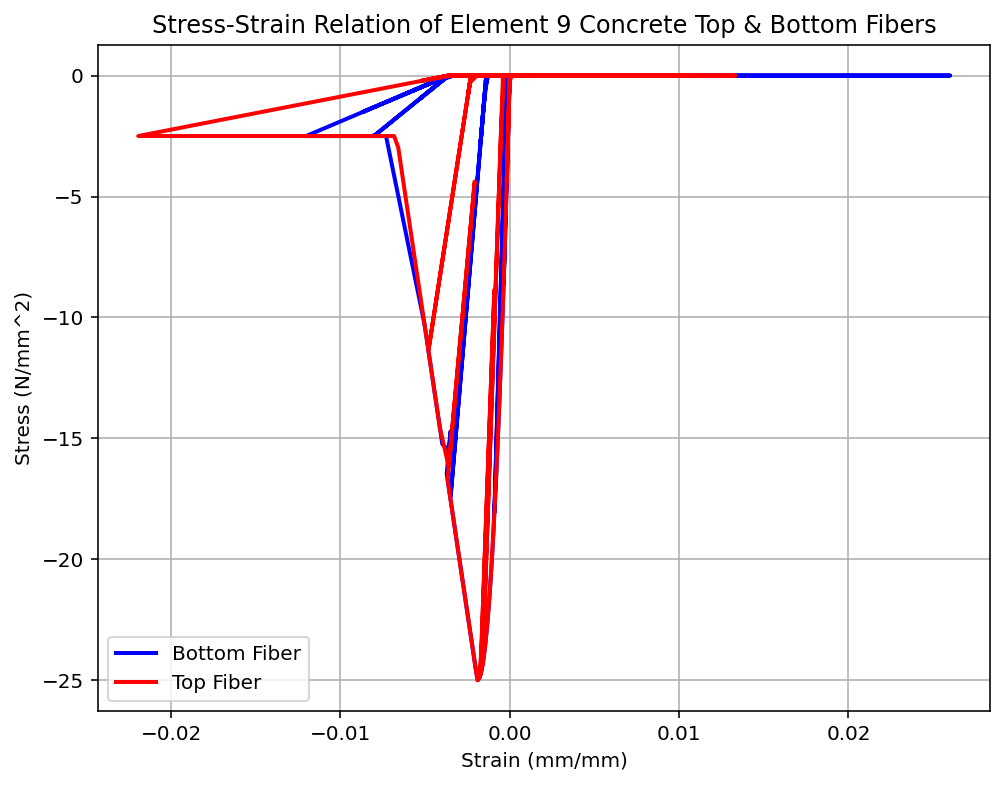 Stress-Strain Relation of Element 9 Concrete Top & Bottom Fibers
Stress (N/mm^2)
0
−5
−10
−15
−20
−25
Bottom Fiber
Top Fiber
−0.02
−0.01
0.00
0.01
0.02
Strain (mm/mm)